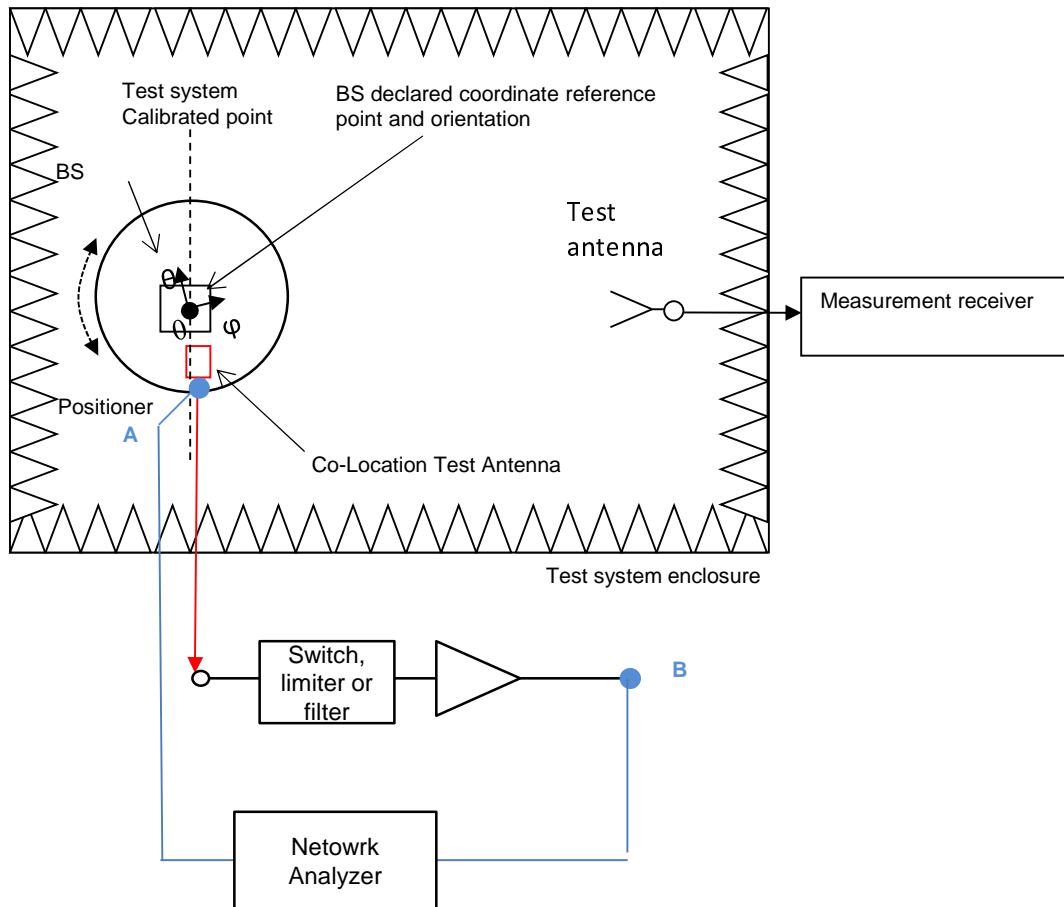 Test system
Calibrated point
BS declared coordinate reference
point and orientation
BS
Test
antenna
Measurement receiver
θ
0
φ
Positioner
A
Co-Location Test Antenna
Test system enclosure
Switch,
limiter or
filter
B
Netowrk
Analyzer